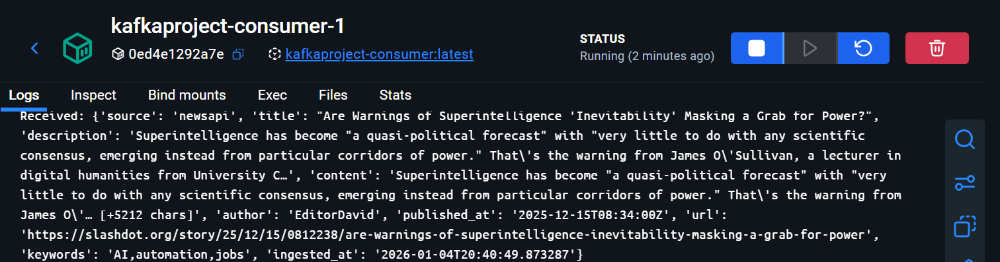 kafkaproject-consumer-1
0ed4e1292a7e kafkaproject-consumer:latest
STATUS
Running (2 minutes ago)
Logs Inspect Bind mounts Exec Files Stats
Received: {'source': 'newsapi', 'title': "Are Warnings of Superintelligence 'Inevitability' Masking a Grab for Power?",
'description': 'Superintelligence has become "a quasi-political forecast" with "very little to do with any scientific
consensus, emerging instead from particular corridors of power." That\'s the warning from James O\'Sullivan, a lecturer in
digital humanities from University C…', 'content': 'Superintelligence has become "a quasi-political forecast" with "very
little to do with any scientific consensus, emerging instead from particular corridors of power." That\'s the warning from
James O\'… [+5212 chars]', 'author': 'EditorDavid', 'published_at': '2025-12-15T08:34:00Z', 'url':
'https://slashdot.org/story/25/12/15/0812238/are-warnings-of-superintelligence-inevitability-masking-a-grab-for-power',
'keywords': 'AI,automation,jobs', 'ingested_at': '2026-01-04T20:40:49.873287'}